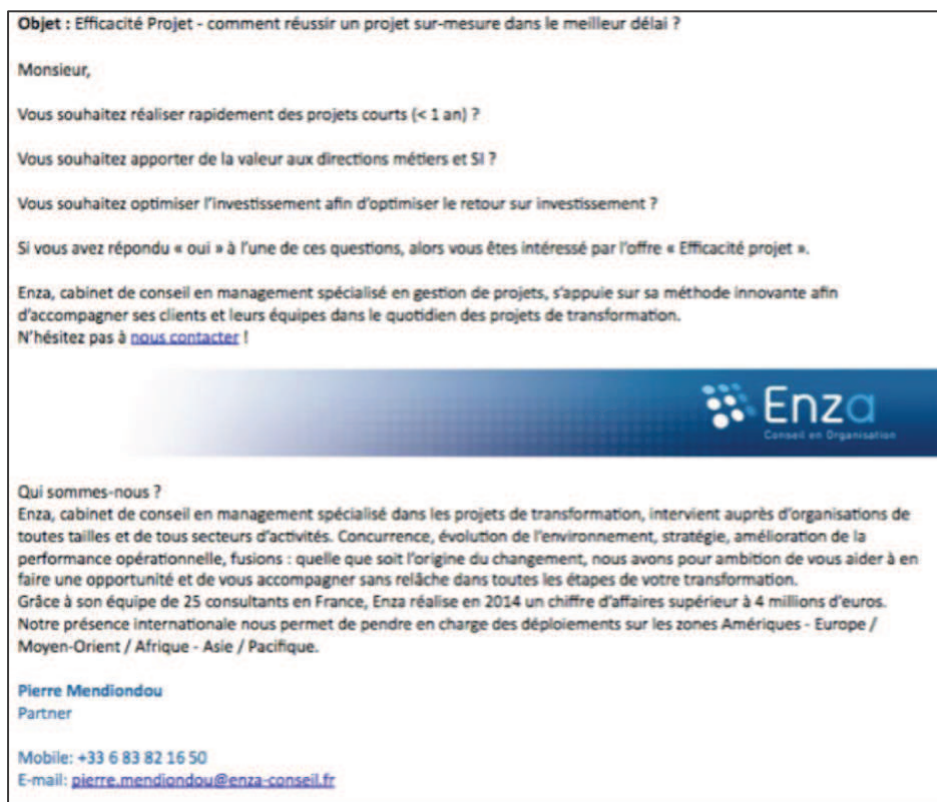 Objet : Efficacité Projet - comment réussir un projet sur-mesure dans le meilleur délai ?
Monsieur,
Vous souhaitez réaliser rapidement des projets courts (< 1 an) ?
Vous souhaitez apporter de la valeur aux directions métiers et SI ?
Vous souhaitez optimiser l'investissement afin d'optimiser le retour sur investissement ?
Si vous avez répondu « oui » à l'une de ces questions, alors vous êtes intéressé par l'offre « Efficacité projet ».
Enza, cabinet de conseil en management spécialisé en gestion de projets, s'appuie sur sa méthode innovante afin
d'accompagner ses clients et leurs équipes dans le quotidien des projets de transformation.
N'hésitez pas à nous contacter !
Enza
Conseil en Organisation
Qui sommes-nous ?
Enza, cabinet de conseil en management spécialisé dans les projets de transformation, intervient auprès d'organisations de
toutes tailles et de tous secteurs d'activités. Concurrence, évolution de l'environnement, stratégie, amélioration de la
performance opérationnelle, fusions : quelle que soit l'origine du changement, nous avons pour ambition de vous aider à en
faire une opportunité et de vous accompagner sans relâche dans toutes les étapes de votre transformation.
Grâce à son équipe de 25 consultants en France, Enza réalise en 2014 un chiffre d'affaires supérieur à 4 millions d'euros.
Notre présence internationale nous permet de pendre en charge des déploiements sur les zones Amériques - Europe /
Moyen-Orient / Afrique - Asie / Pacifique.
Pierre Mendiondou
Partner
Mobile: +33 6 83 82 16 50
E-mail: pierre.mendiondou@enza-conseil.fr